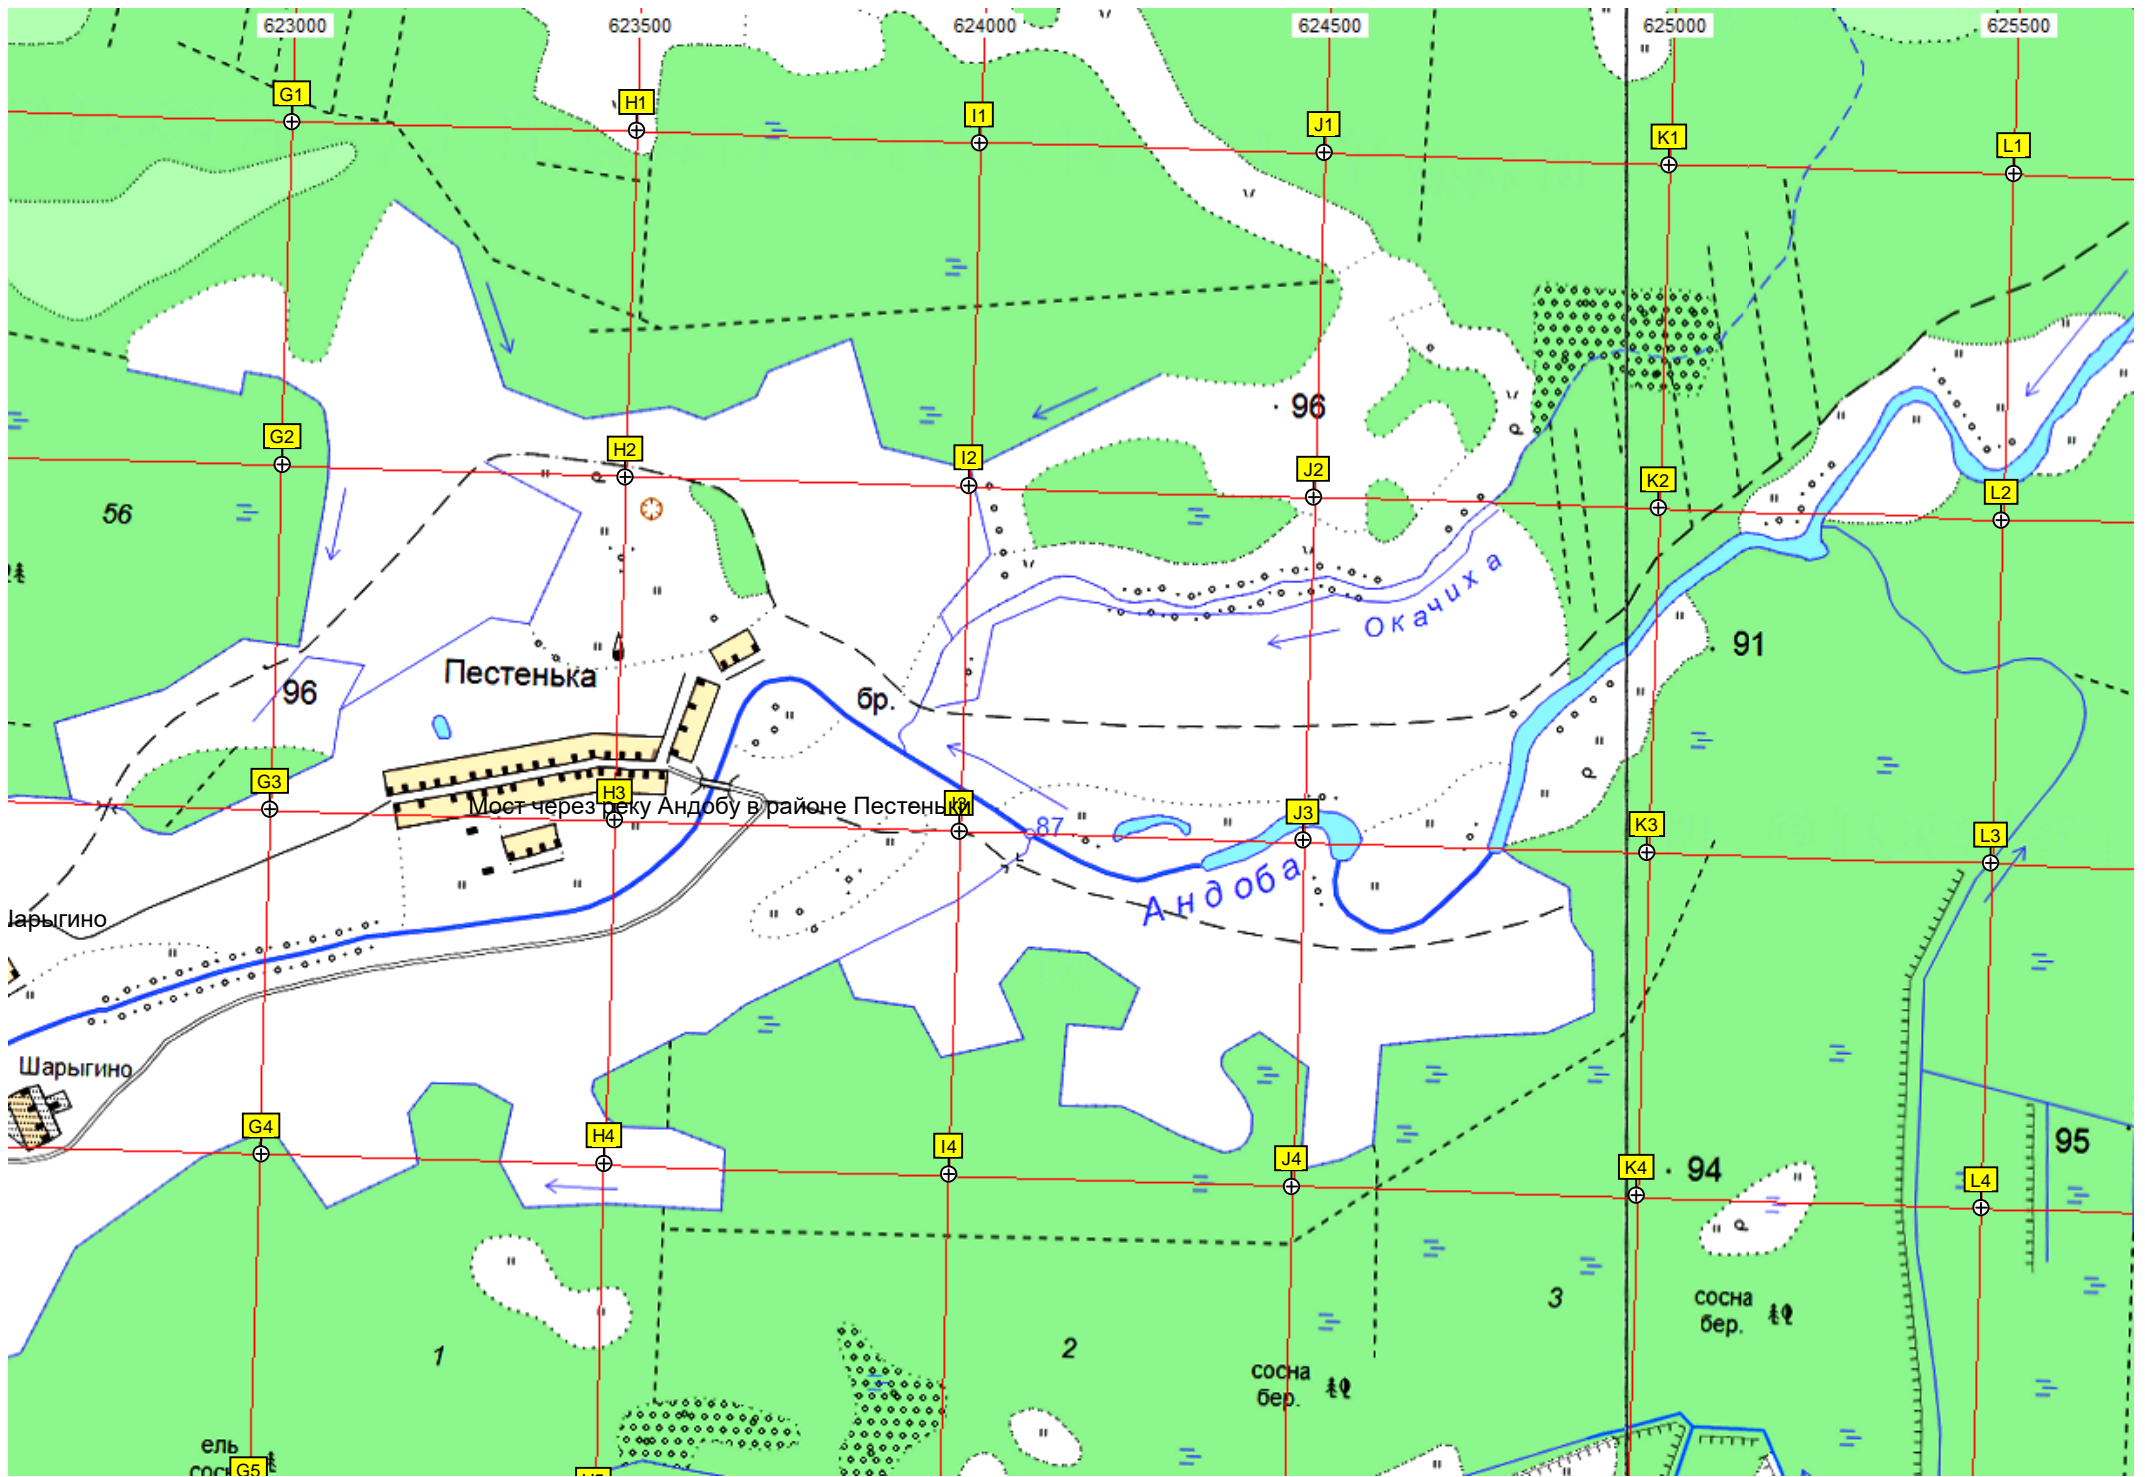 623000 623500 624000 624500 625000 625500
G1 H1 I1 J1 K1 L1
96
G2 H2 I2 J2 K2 L2
56
Окачиха
91
Пестенька
96
бр.
G3 H3 I3 J3 K3 L3
Мост через реку Андобу в районе Пестеньки
87
Андоба
арыгино
Шарыгино
G4 H4 I4 J4 K4 L4
94
95
3
сосна
бер.
1
2
сосна
бер.
ель
G5